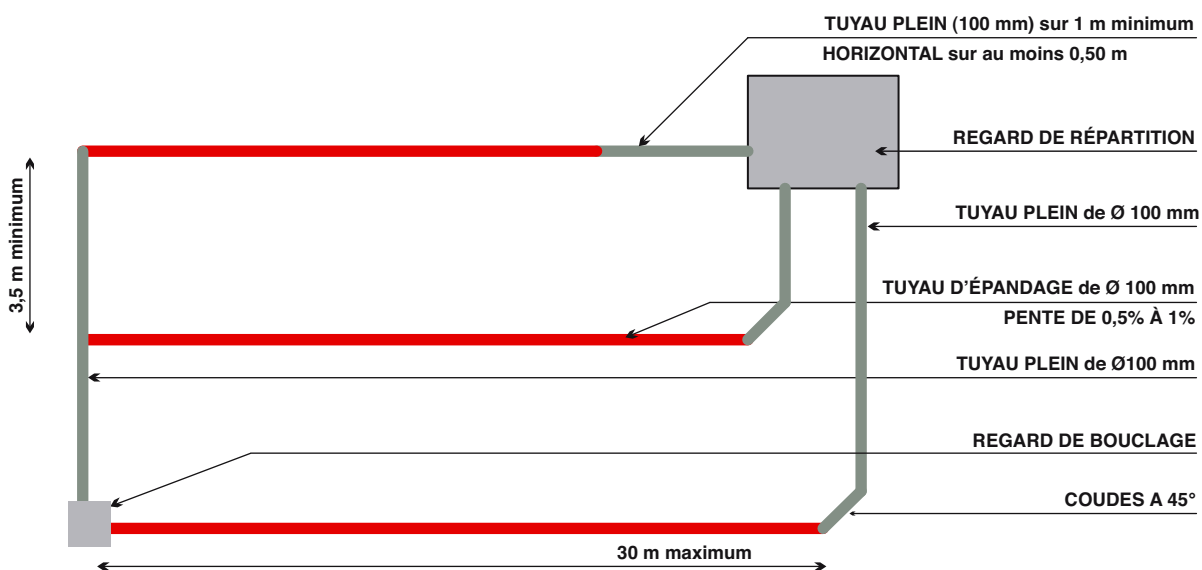 TUYAU PLEIN (100 mm) sur 1 m minimum
HORIZONTAL sur au moins 0,50 m
REGARD DE RÉPARTITION
3,5 m minimum
TUYAU PLEIN de Ø 100 mm
TUYAU D'ÉPANDAGE de Ø 100 mm
PENTE DE 0,5% À 1%
TUYAU PLEIN de Ø100 mm
REGARD DE BOUCLAGE
COUDES A 45°
30 m maximum